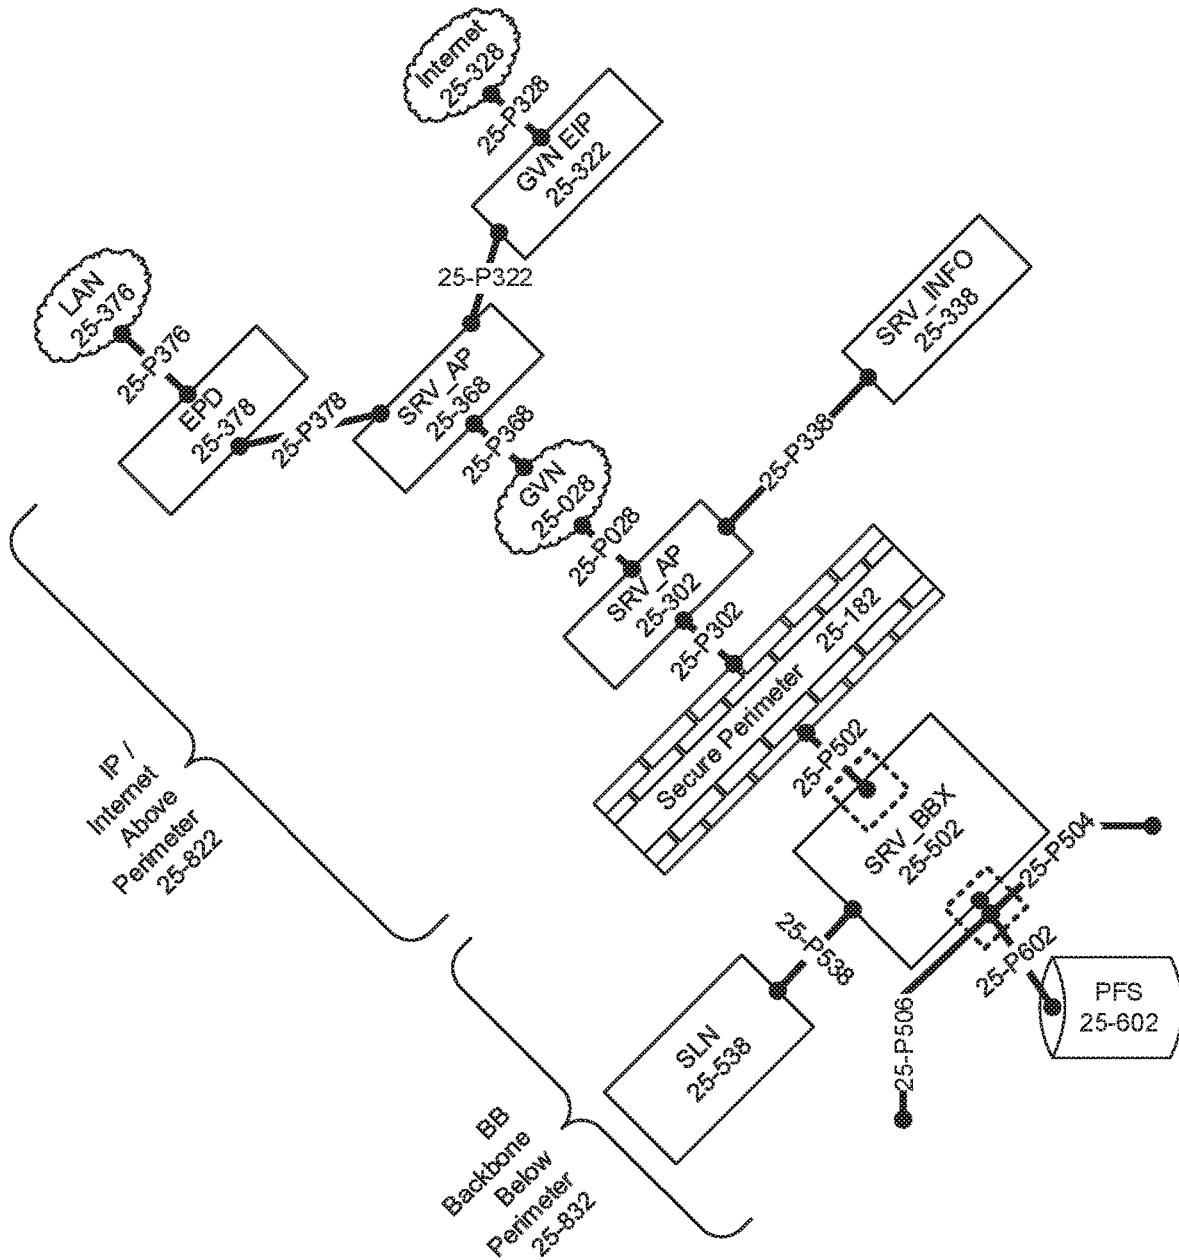 Internet
25-328
25-P328
GVN EIP
25-322
25-P322
LAN
25-376
25-P376
EPD
25-378
25-P378
SRV_AP
25-368
25-P368
GVN
25-028
25-P028
SRV_AP
25-302
25-P302
25-P338
SRV_INFO
25-338
Secure Perimeter 25-182
25-P502
SRV_BBX
25-502
25-P504
25-P538
25-P602
25-P506
SLN
25-538
PFS
25-602
IP /
Internet
Above
Perimeter
25-822
BB
Backbone
Below
Perimeter
25-832